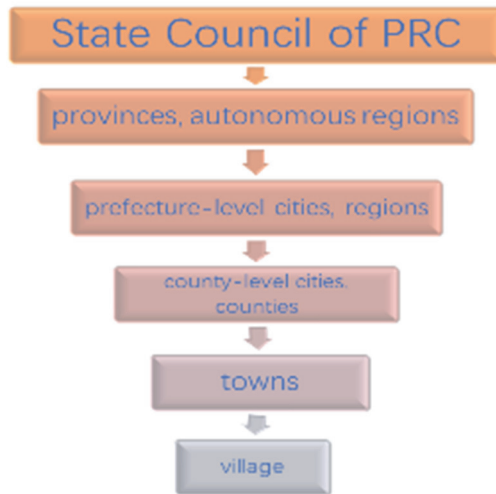 State Council of PRC
provinces, autonomous regions
prefecture-level cities, regions
county-level cities,
counties
towns
village